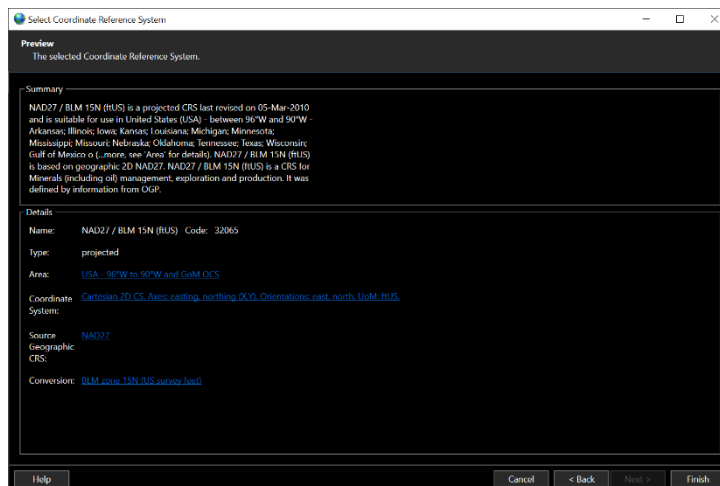 Select Coordinate Reference System
Preview
The selected Coordinate Reference System.
Summary
NAD27 / BLM 15N (ftUS) is a projected CRS last revised on 05-Mar-2010
and is suitable for use in United States (USA) - between 96°W and 90°W -
Arkansas; Illinois; Iowa; Kansas; Louisiana; Michigan; Minnesota;
Mississippi; Missouri; Nebraska; Oklahoma; Tennessee; Texas; Wisconsin;
Gulf of Mexico o (...more, see 'Area' for details). NAD27 / BLM 15N (ftUS)
is based on geographic 2D NAD27. NAD27 / BLM 15N (ftUS) is a CRS for
Minerals (including oil) management, exploration and production. It was
defined by information from OGP.
Details
Name: NAD27 / BLM 15N (ftUS) Code: 32065
Type: projected
Area: USA - 96°W to 90°W and GoM OCS
Coordinate System: Cartesian 2D CS. Axes: easting, northing (X,Y). Orientations: east, north. UoM: ftUS.
Source Geographic CRS: NAD27
Conversion: BLM zone 15N (US survey feet)
Help Cancel < Back Next > Finish